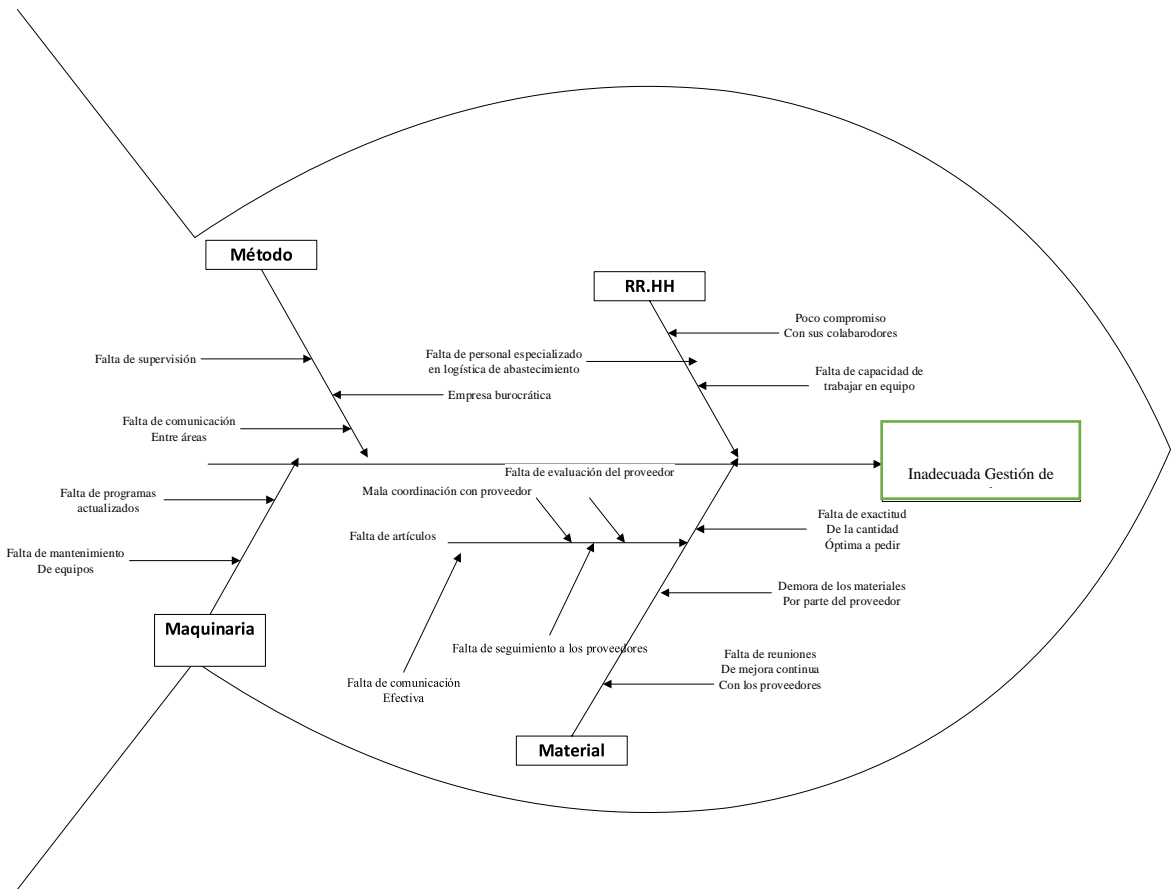 Método
RR.HH
Poco compromiso
Con sus colabarodores
Falta de supervisión
Falta de personal especializado
en logística de abastecimiento
Falta de capacidad de
trabajar en equipo
Empresa burocrática
Falta de comunicación
Entre áreas
Inadecuada Gestión de
Falta de evaluación del proveedor
Mala coordinación con proveedor
Falta de programas
actualizados
Falta de exactitud
De la cantidad
Óptima a pedir
Falta de artículos
Falta de mantenimiento
De equipos
Demora de los materiales
Por parte del proveedor
Maquinaria
Falta de seguimiento a los proveedores
Falta de reuniones
De mejora continua
Con los proveedores
Falta de comunicación
Efectiva
Material